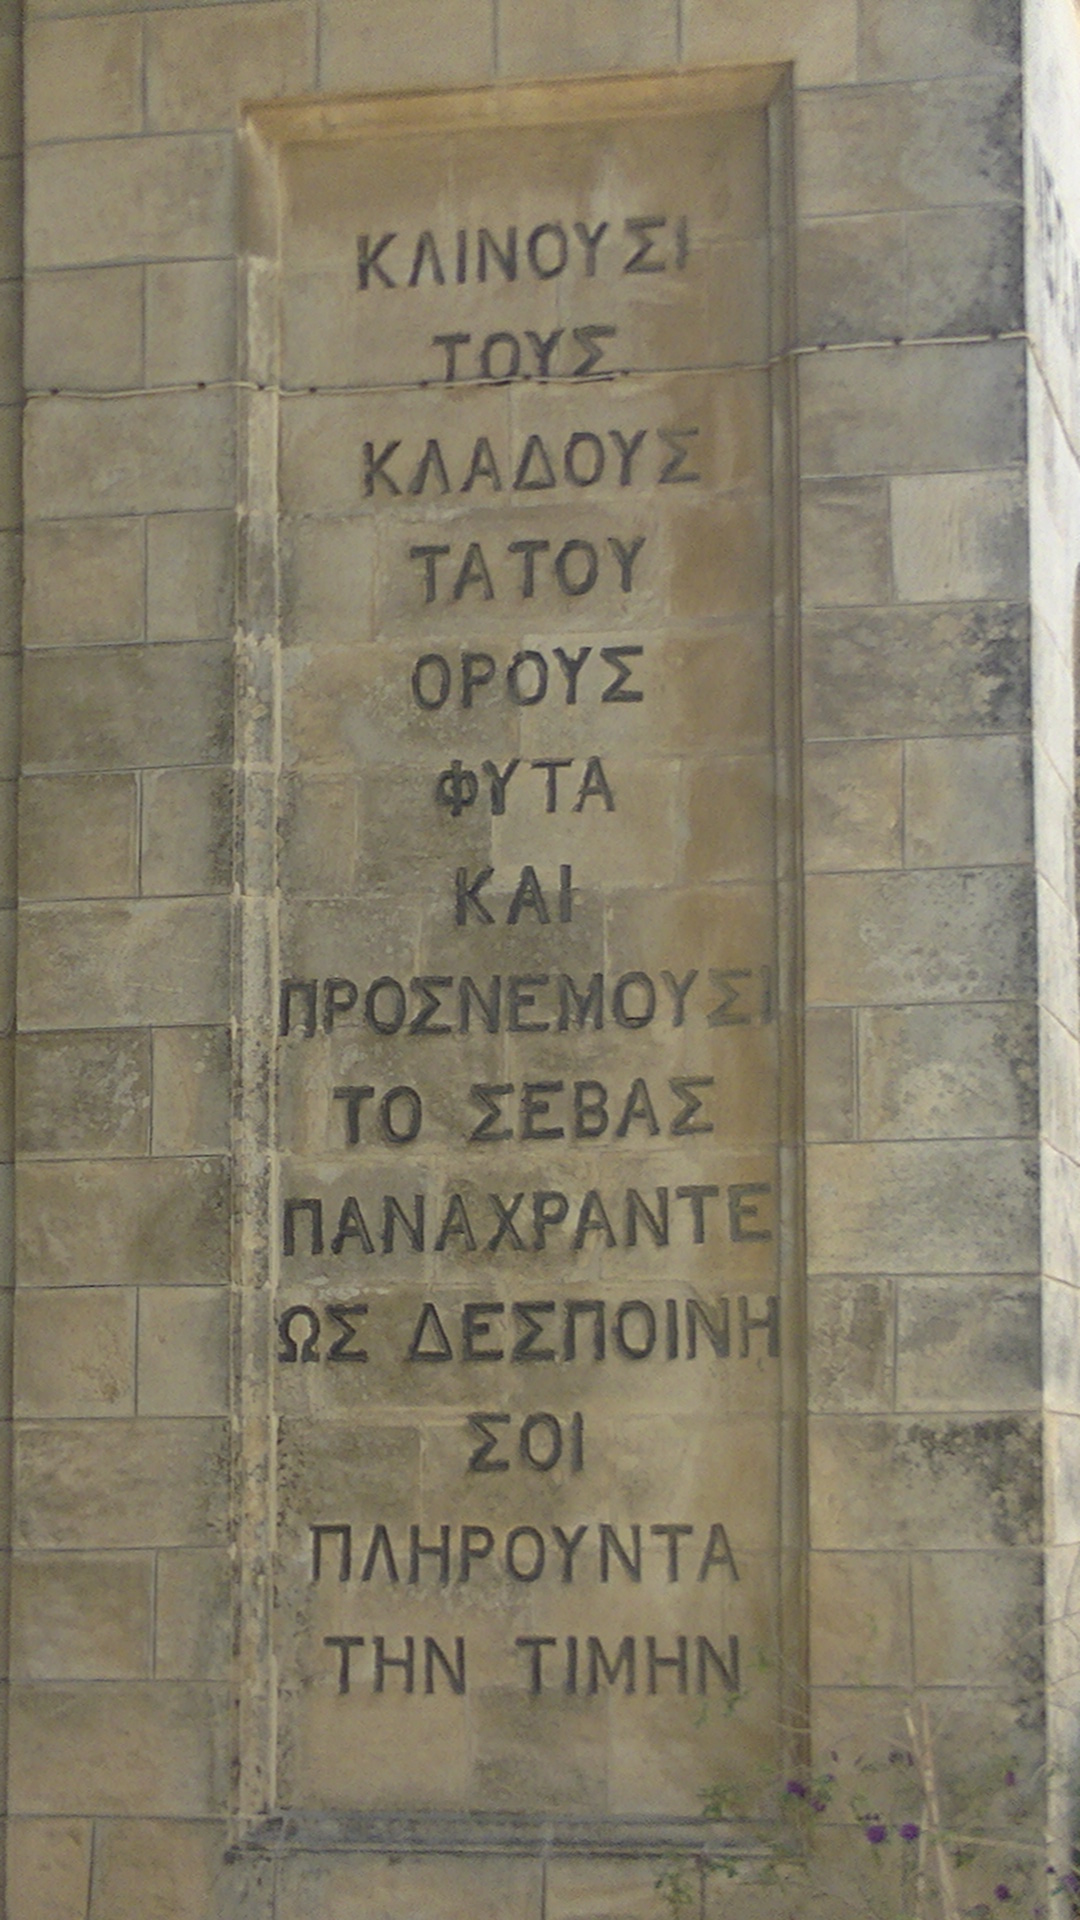 ΚΛΙΝΟΥΣΙ
ΤΟΥΣ
ΚΛΑΔΟΥΣ
ΤΑ ΤΟΥ
ΟΡΟΥΣ
ΦΥΤΑ
ΚΑΙ
ΠΡΟΣΝΕΜΟΥΣΙ
ΤΟ ΣΕΒΑΣ
ΠΑΝΑΧΡΑΝΤΕ
ΩΣ ΔΕΣΠΟΙΝΗ
ΣΟΙ
ΠΛΗΡΟΥΝΤΑ
ΤΗΝ ΤΙΜΗΝ